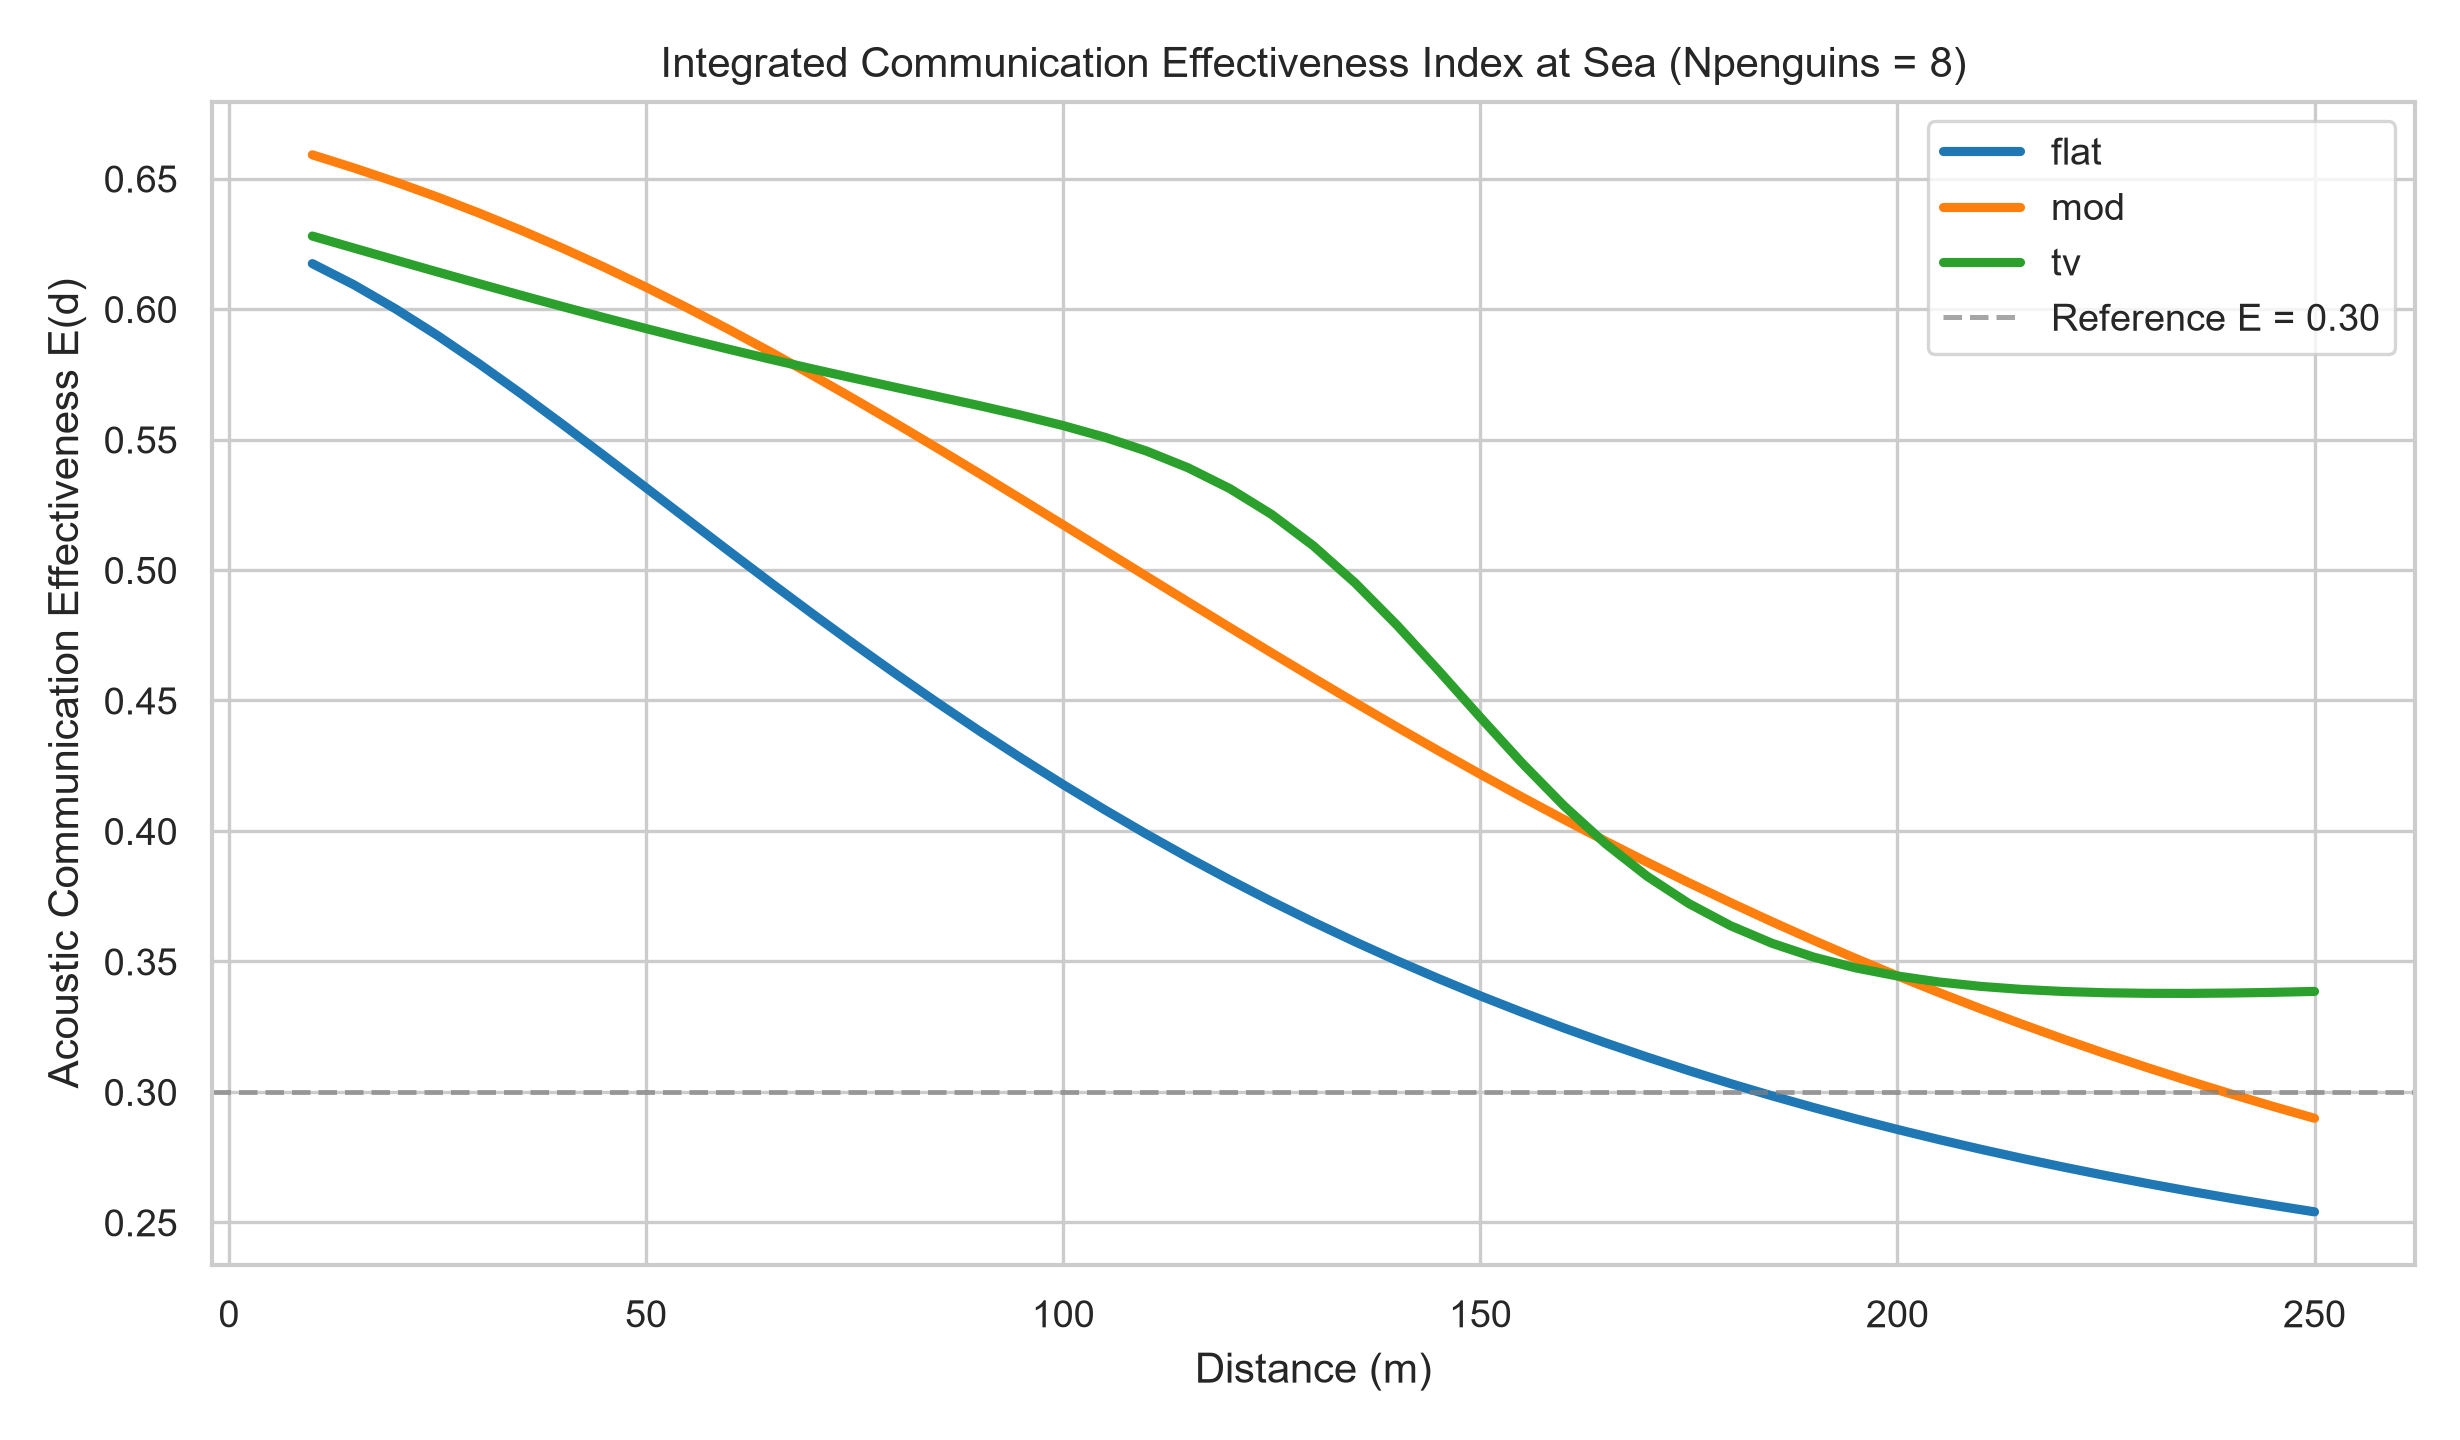 Integrated Communication Effectiveness Index at Sea (Npenguins = 8)
flat
mod
tv
Reference E = 0.30
Acoustic Communication Effectiveness E(d)
0.65
0.60
0.55
0.50
0.45
0.40
0.35
0.30
0.25
0 50 100 150 200 250
Distance (m)